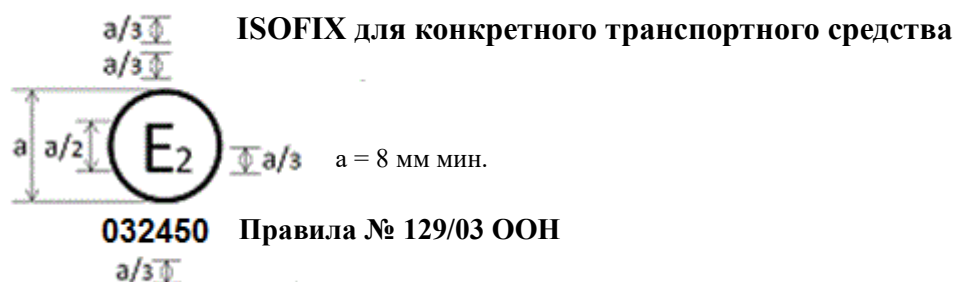 a/3 ISOFIX для конкретного транспортного средства
a/3
a a/2 E2 a/3 a = 8 мм мин.
032450 Правила № 129/03 ООН
a/3